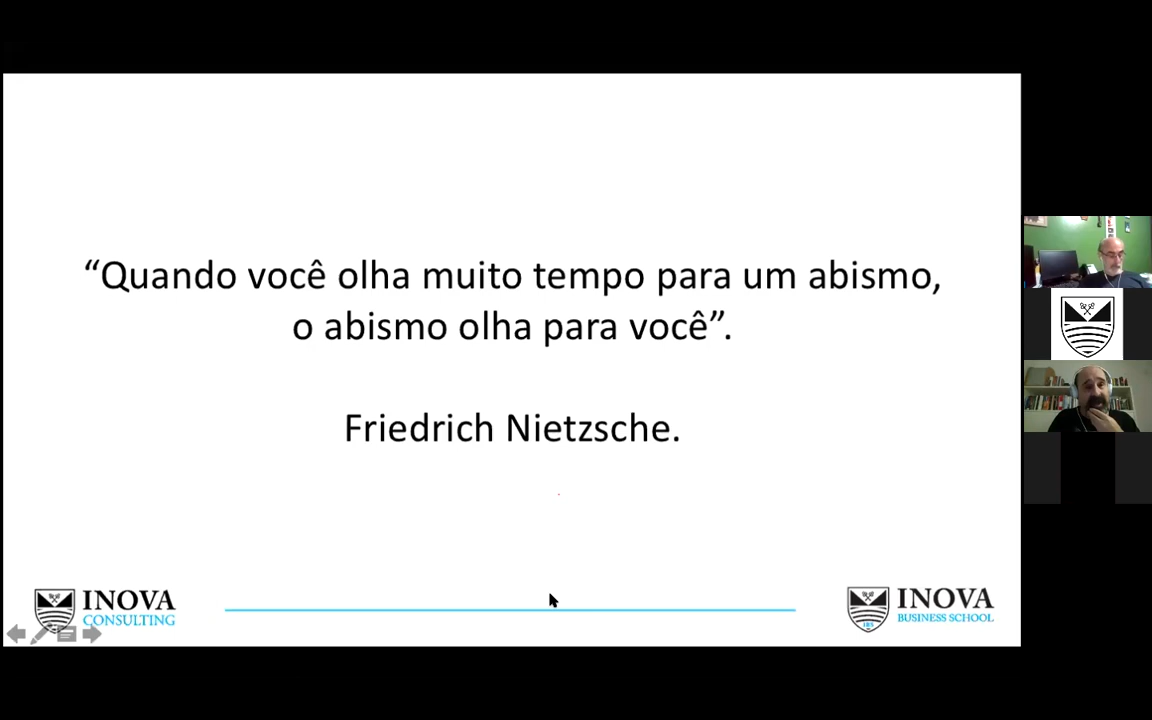 “Quando você olha muito tempo para um abismo,
o abismo olha para você”.
Friedrich Nietzsche.
INOVA
CONSULTING
INOVA
BUSINESS SCHOOL